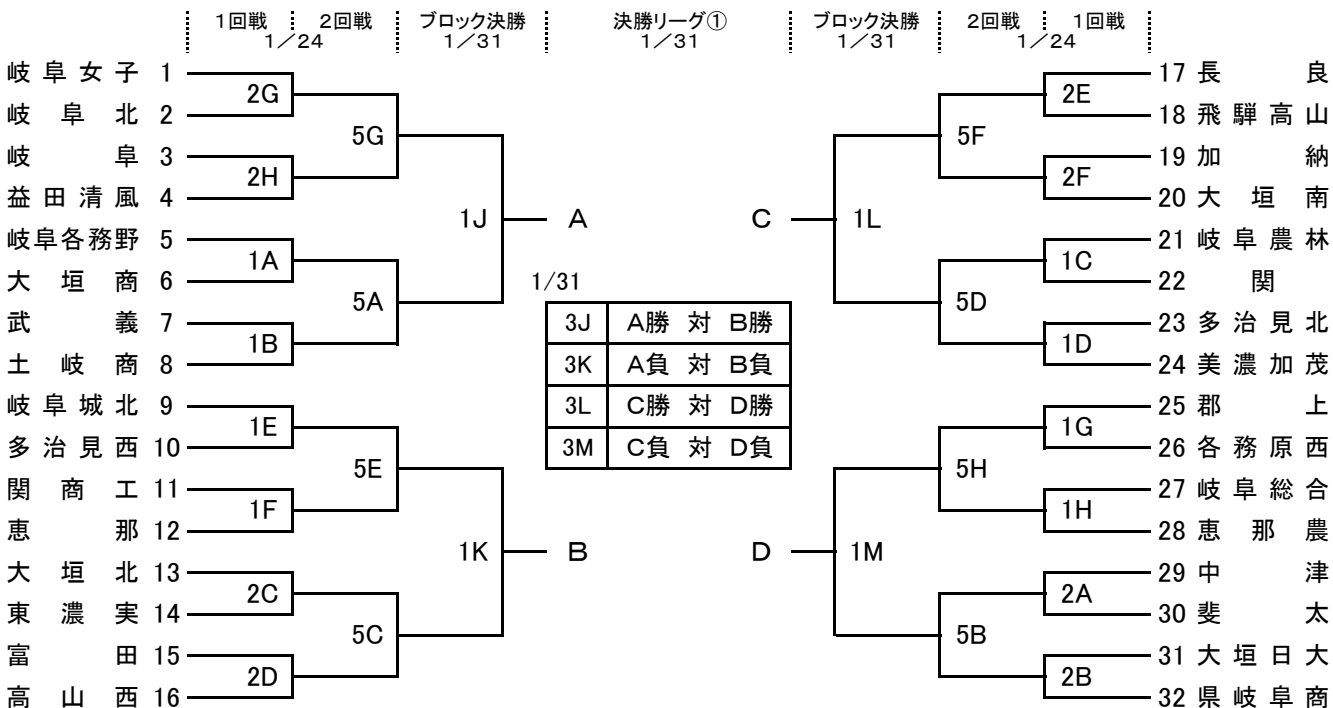 1回戦 2回戦 ブロック決勝 決勝リーグ① ブロック決勝 2回戦 1回戦
1／24 1／31 1／31 1／31 1／24
岐阜女子 1 17 長良
2G 2E
岐阜北 2 18 飛騨高山
5G 5F
岐阜 3 19 加納
2H 2F
益田清風 4 20 大垣南
1J A C 1L
岐阜各務野 5 21 岐阜農林
1A 1C
大垣商 6 22 関
1/31
5A 5D
武義 7 23 多治見北
3J A勝 対 B勝
1B 1D
土岐商 8 24 美濃加茂
3K A負 対 B負
岐阜城北 9 25 郡上
3L C勝 対 D勝
1E 1G
多治見西 10 26 各務原西
3M C負 対 D負
5E 5H
関商工 11 27 岐阜総合
1F 1H
恵那 12 28 恵那農
1K B D 1M
大垣北 13 29 中津
2C 2A
東濃実 14 30 斐太
5C 5B
富田 15 31 大垣日大
2D 2B
高山西 16 32 県岐阜商